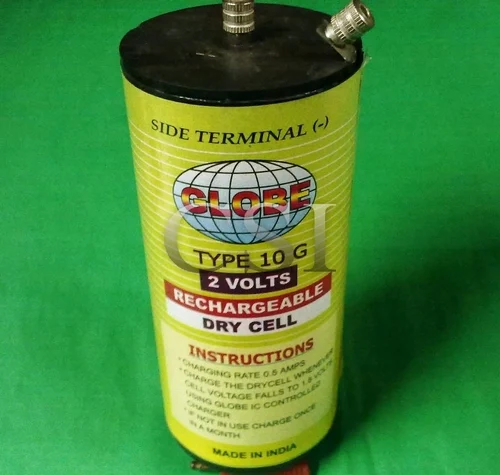 SIDE TERMINAL (-)
GLOBE
CSI
TYPE 10 G
2 VOLTS
RECHARGEABLE
DRY CELL
INSTRUCTIONS
• CHARGING RATE 0.5 AMPS
• CHARGE THE DRYCELL WHENEVER
CELL VOLTAGE FALLS TO 1.8 VOLTS
USING GLOBE IC CONTROLLED
CHARGER
• IF NOT IN USE CHARGE ONCE
IN A MONTH
MADE IN INDIA